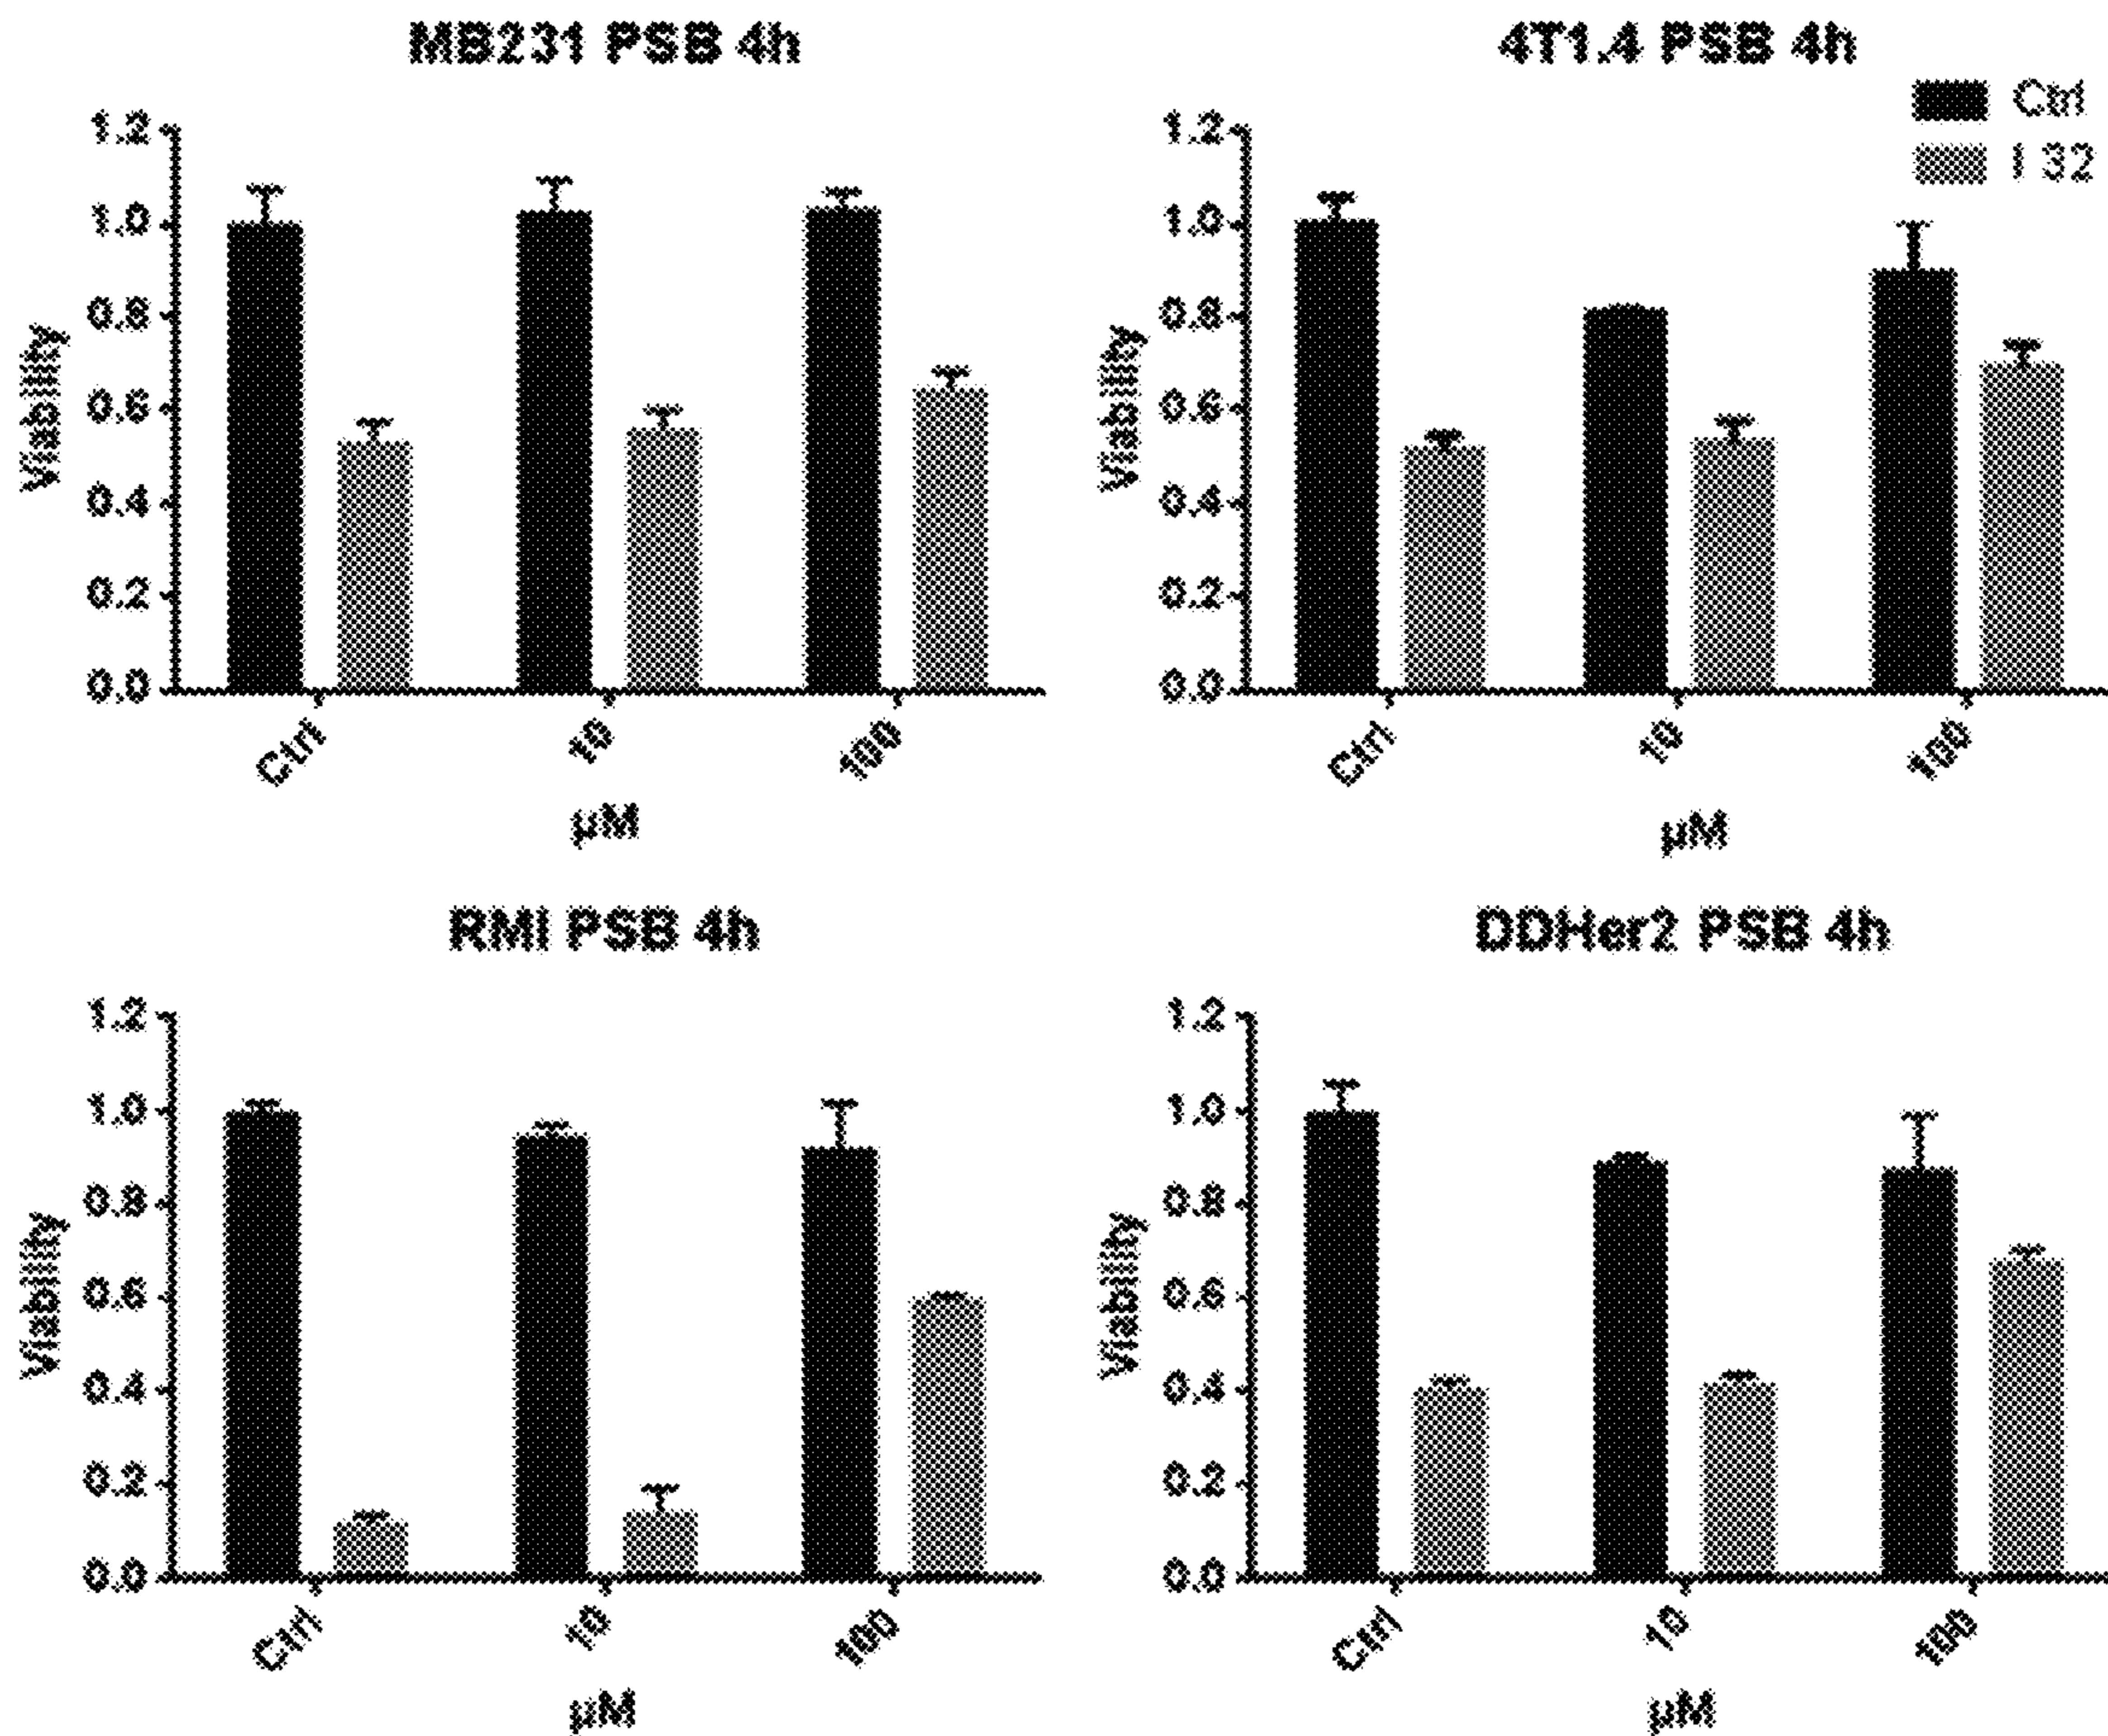 MB231 PSB 4h
Viability
1.2
1.0
0.8
0.6
0.4
0.2
0.0
Ctrl
10
100
µM
4T1.4 PSB 4h
Ctrl
I 32
Viability
1.2
1.0
0.8
0.6
0.4
0.2
0.0
Ctrl
10
100
µM
RMI PSB 4h
Viability
1.2
1.0
0.8
0.6
0.4
0.2
0.0
Ctrl
10
100
µM
DDHer2 PSB 4h
Viability
1.2
1.0
0.8
0.6
0.4
0.2
0.0
Ctrl
10
100
µM